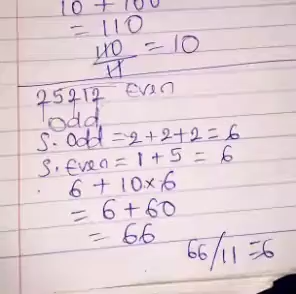 10 + 100
= 110
110/11 = 10
25212 Even
Odd
S. Odd = 2+2+2 = 6
S. Even = 1+5 = 6
6 + 10×6
= 6+60
= 66
66/11 = 6